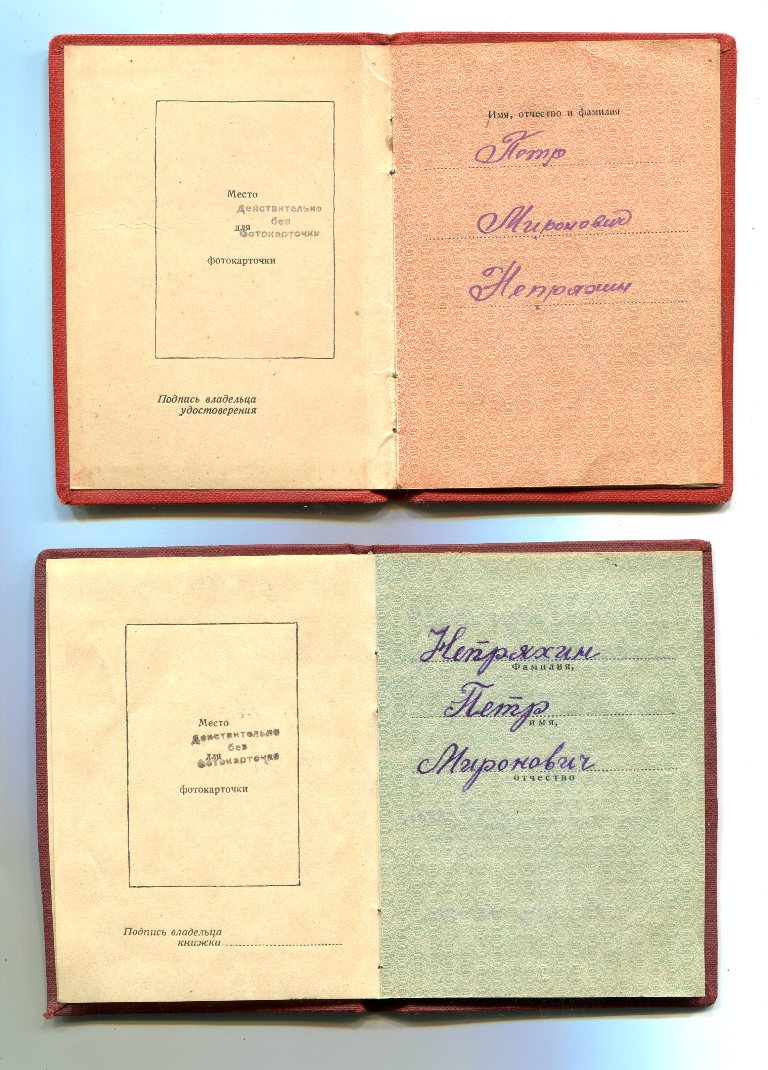 Место
Действительно
без
для
фотокарточки
фотокарточки
Подпись владельца
удостоверения
Имя, отчество и фамилия
Петр
Миронович
Непряхин
Место
Действительно
без
для
фотокарточки
фотокарточки
Подпись владельца
книжки
Непряхин
Фамилия,
Петр
имя,
Миронович
отчество